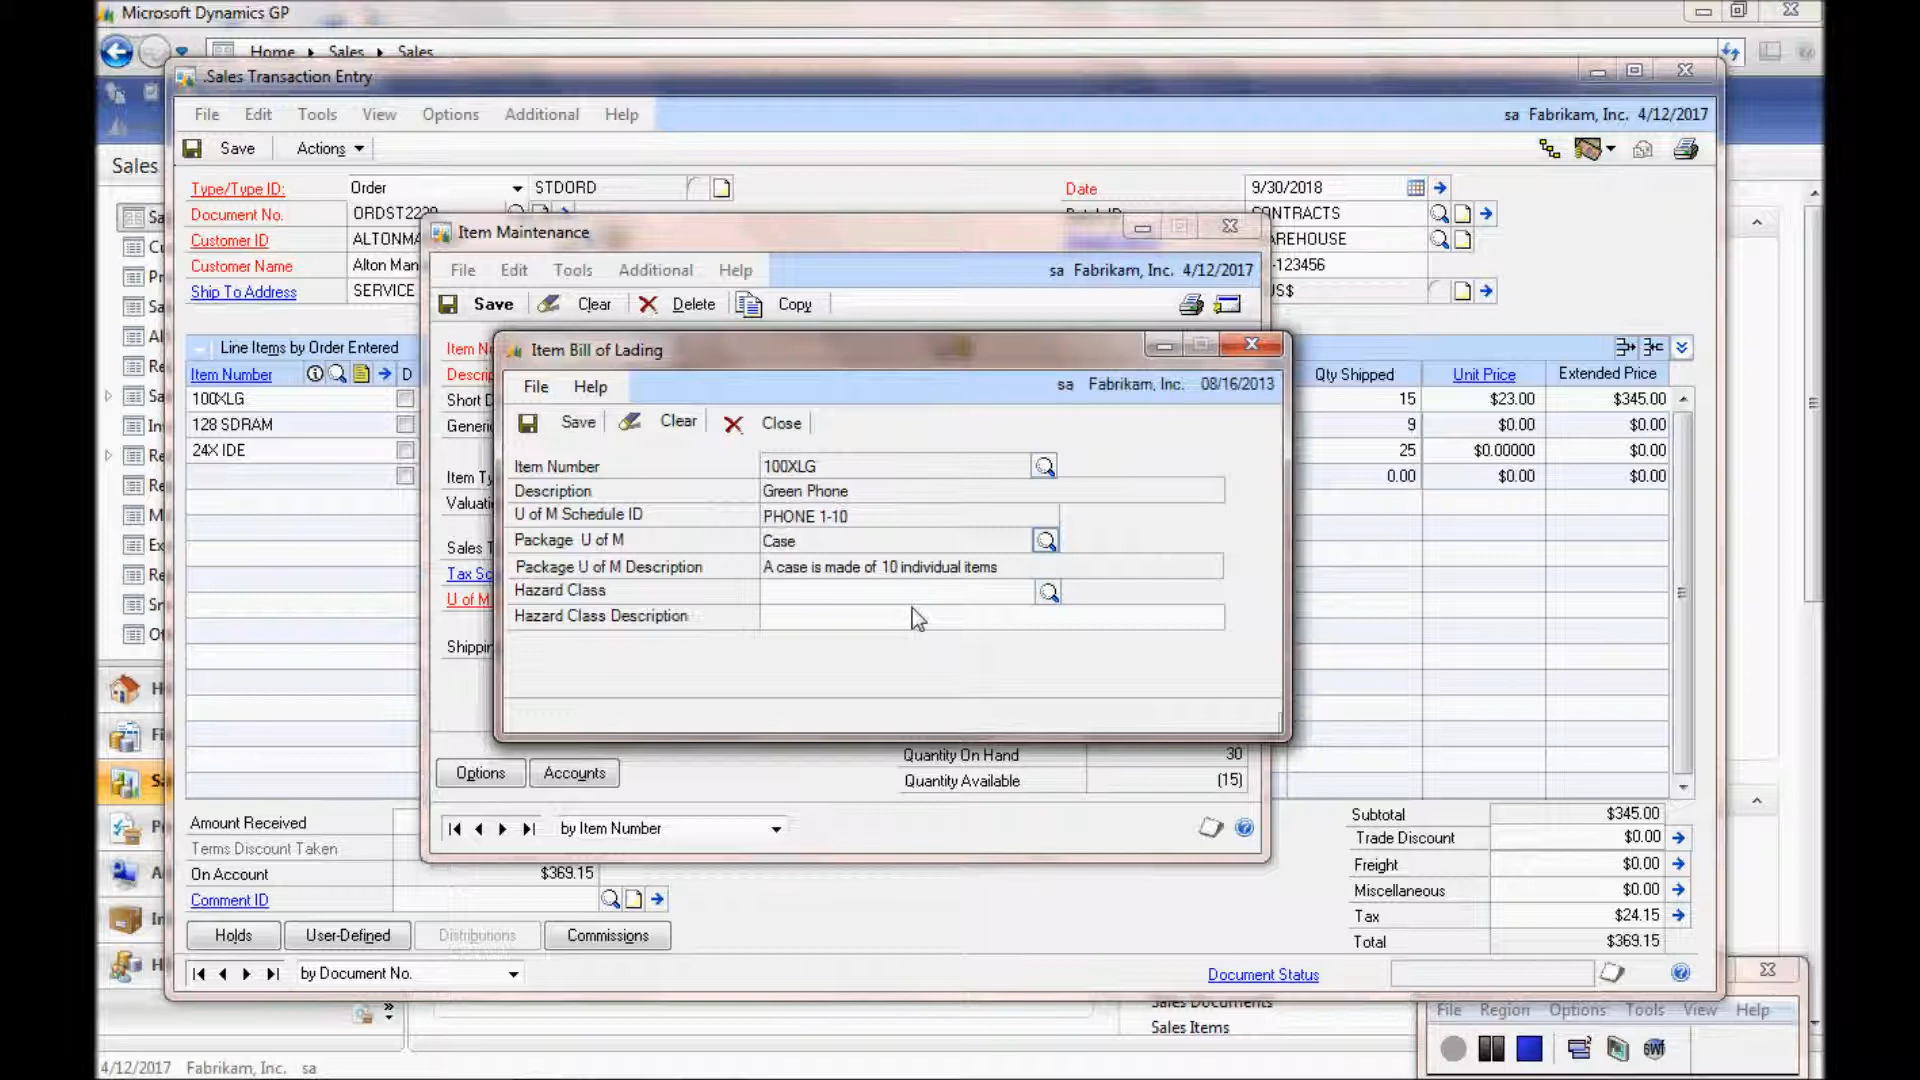 Microsoft Dynamics GP
Home Sales Sales
.Sales Transaction Entry
File Edit Tools View Options Additional Help
sa Fabrikam, Inc. 4/12/2017
Save Actions
Sales
Type/Type ID: Order STDORD
Date 9/30/2018
Document No.
Customer ID
Customer Name Alton Man
Ship To Address SERVICE
US$
Line Items by Order Entered
Item Number D
Qty Shipped Unit Price Extended Price
100XLG 15 $23.00 $345.00
128 SDRAM 9 $0.00 $0.00
24X IDE 25 $0.00000 $0.00
0.00 $0.00 $0.00
Item Maintenance
File Edit Tools Additional Help
sa Fabrikam, Inc. 4/12/2017
Save Clear Delete Copy
U of M
Item Bill of Lading
File Help
sa Fabrikam, Inc. 08/16/2013
Save Clear Close
Item Number 100XLG
Description Green Phone
U of M Schedule ID PHONE 1-10
Package U of M Case
Package U of M Description A case is made of 10 individual items
Hazard Class
Hazard Class Description
Quantity On Hand 30
Quantity Available (15)
Options Accounts
by Item Number
Amount Received
Terms Discount Taken
On Account $369.15
Comment ID
Subtotal $345.00
Trade Discount $0.00
Freight $0.00
Miscellaneous $0.00
Tax $24.15
Total $369.15
Holds User-Defined Distributions Commissions
by Document No.
Document Status
Sales Documents
Sales Items
File Region Options Tools View Help
4/12/2017 Fabrikam, Inc. sa